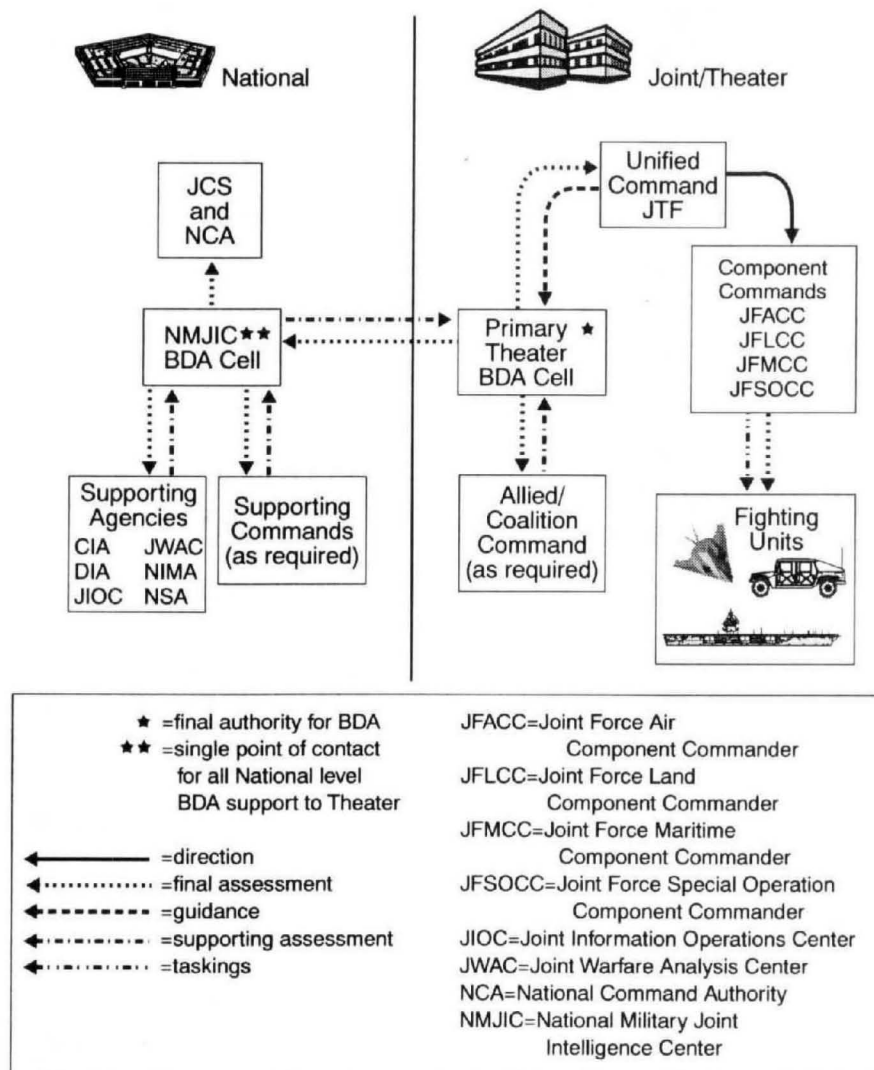 National
Joint/Theater
JCS
and
NCA
Unified
Command
JTF
Component
Commands
JFACC
JFLCC
JFMCC
JFSOCC
NMJIC★★
BDA Cell
Primary ★
Theater
BDA Cell
Supporting
Agencies
CIA JWAC
DIA NIMA
JIOC NSA
Supporting
Commands
(as required)
Allied/
Coalition
Command
(as required)
Fighting
Units
★ =final authority for BDA
★★ =single point of contact
for all National level
BDA support to Theater
=direction
=final assessment
=guidance
=supporting assessment
=taskings
JFACC=Joint Force Air
Component Commander
JFLCC=Joint Force Land
Component Commander
JFMCC=Joint Force Maritime
Component Commander
JFSOCC=Joint Force Special Operation
Component Commander
JIOC=Joint Information Operations Center
JWAC=Joint Warfare Analysis Center
NCA=National Command Authority
NMJIC=National Military Joint
Intelligence Center